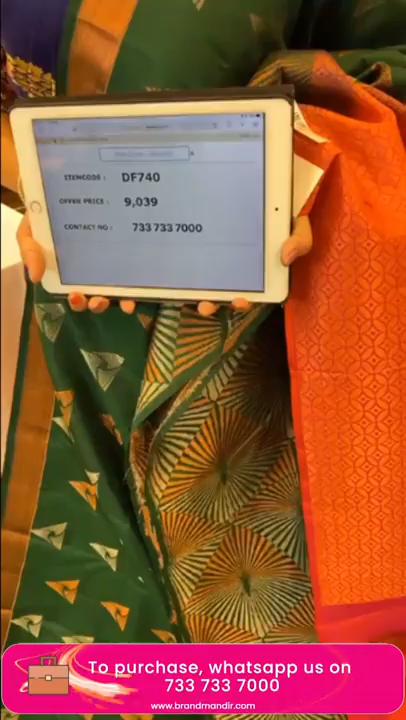 ITEMCODE : DF740
OFFER PRICE : 9,039
CONTACT NO : 733 733 7000
To purchase, whatsapp us on
733 733 7000
www.brandmandir.com